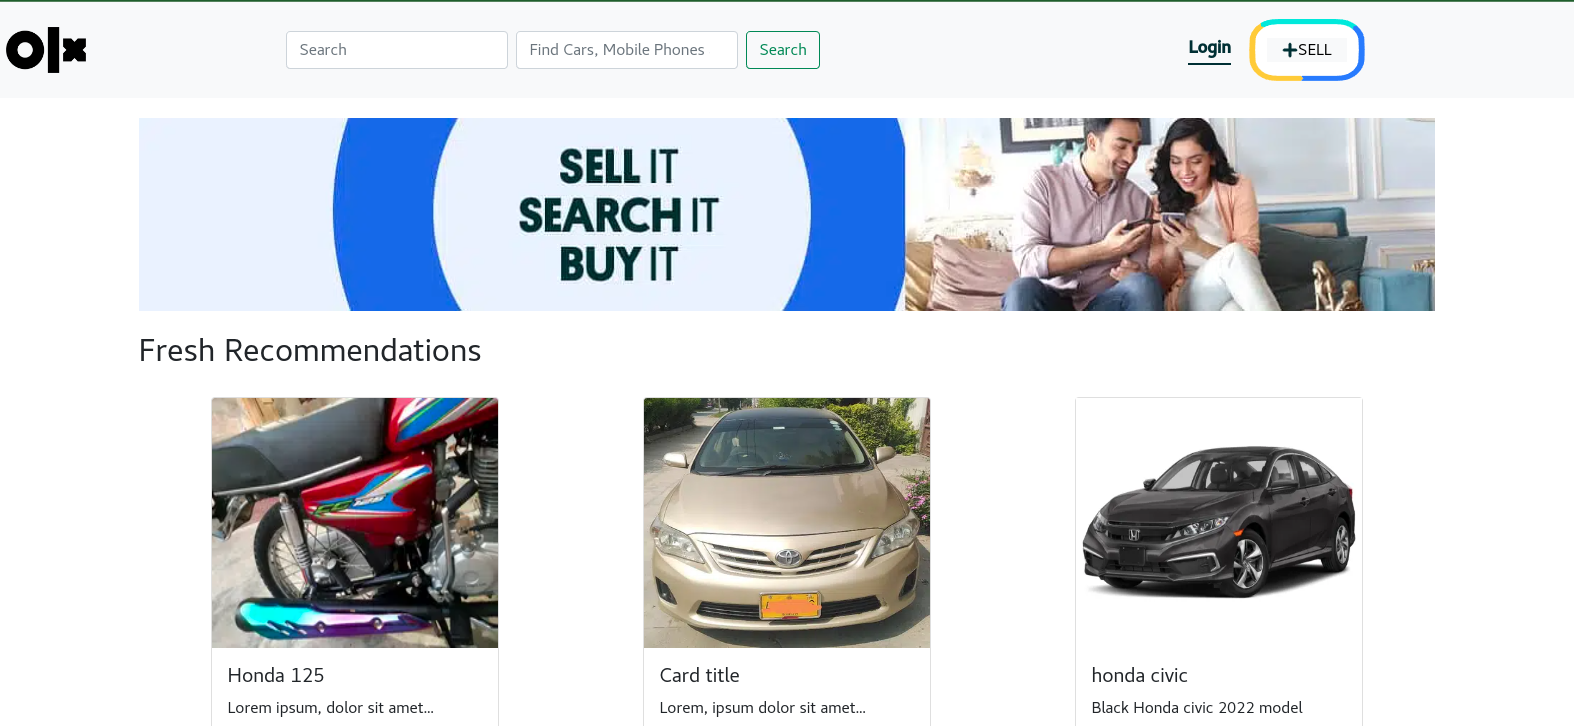 olx
Search
Find Cars, Mobile Phones
Search
Login
+SELL
SELL IT
SEARCH IT
BUY IT
Fresh Recommendations
Honda 125
Lorem ipsum, dolor sit amet...
Card title
Lorem, ipsum dolor sit amet...
honda civic
Black Honda civic 2022 model